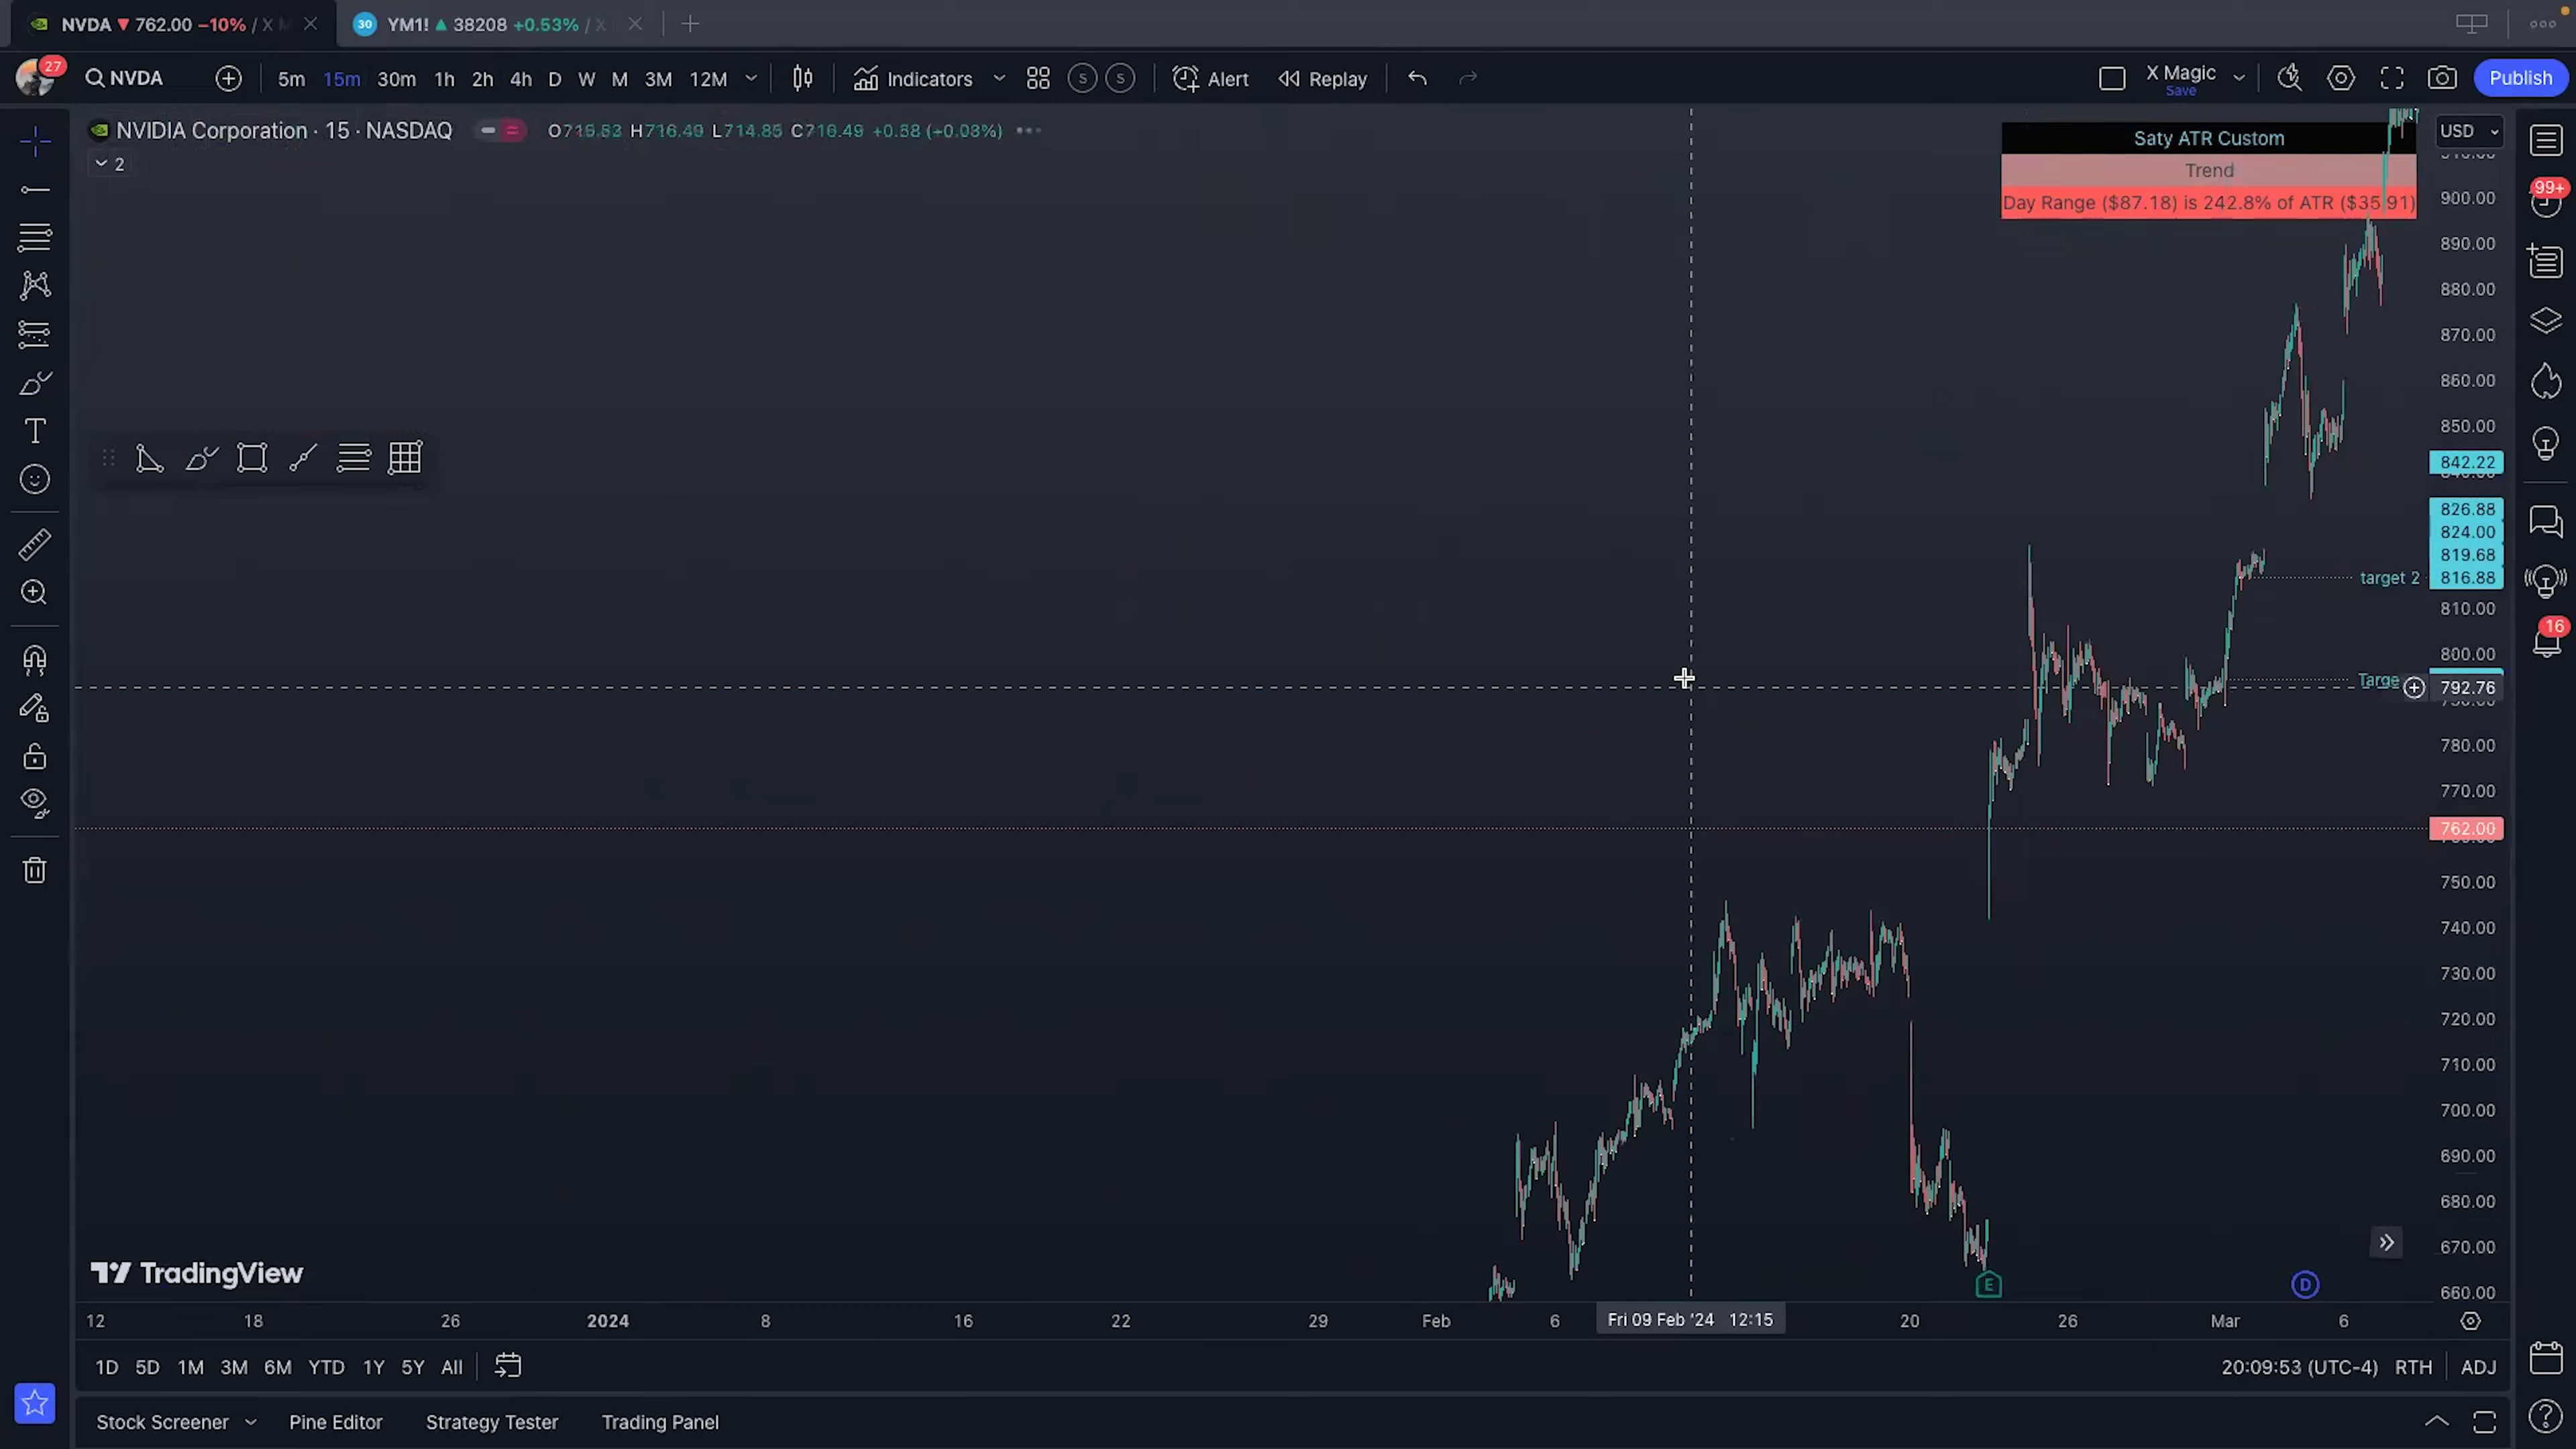 NVDA ▼ 762.00 −10% / X
30 YM1! ▲ 38208 +0.53% / X
27
NVDA
5m 15m 30m 1h 2h 4h D W M 3M 12M
Indicators
S S
Alert
Replay
X Magic
Save
Publish
NVIDIA Corporation · 15 · NASDAQ
O715.83 H716.49 L714.85 C716.49 +0.58 (+0.08%)
2
Saty ATR Custom
Trend
Day Range ($87.18) is 242.8% of ATR ($35.91)
USD
900.00
99+
890.00
880.00
870.00
860.00
850.00
842.22
826.88
824.00
819.68
target 2 816.88
810.00
16
800.00
Targe
792.76
780.00
770.00
762.00
750.00
740.00
730.00
720.00
710.00
700.00
690.00
680.00
670.00
660.00
TradingView
E
D
12 18 26 2024 8 16 22 29 Feb 6 Fri 09 Feb '24 12:15 20 26 Mar 6
1D 5D 1M 3M 6M YTD 1Y 5Y All
20:09:53 (UTC-4) RTH ADJ
Stock Screener Pine Editor Strategy Tester Trading Panel